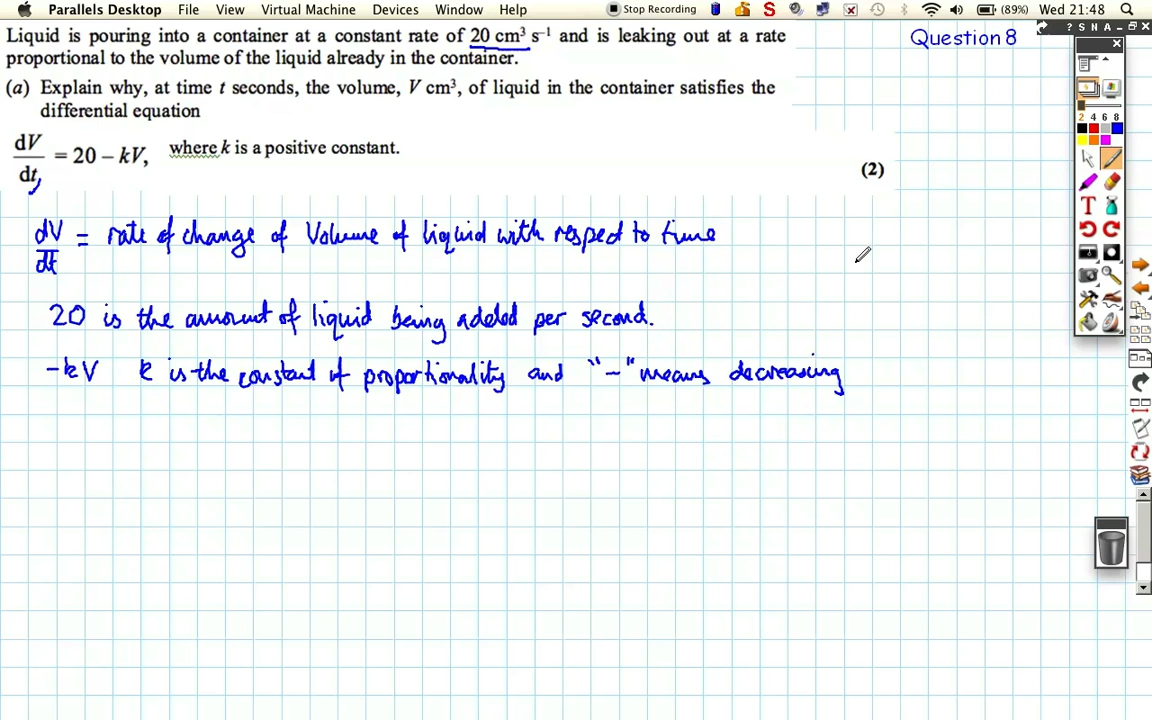 Parallels Desktop File View Virtual Machine Devices Window Help Stop Recording S (89%) Wed 21:48
Liquid is pouring into a container at a constant rate of 20 cm³ s⁻¹ and is leaking out at a rate
proportional to the volume of the liquid already in the container.
Question 8
? S N A
(a) Explain why, at time t seconds, the volume, V cm³, of liquid in the container satisfies the
differential equation
2 4 6 8
dV/dt = 20 – kV, where k is a positive constant.
(2)
T
dV/dt = rate of change of Volume of liquid with respect to time
20 is the amount of liquid being added per second.
-kV k is the constant of proportionality and "-" means decreasing